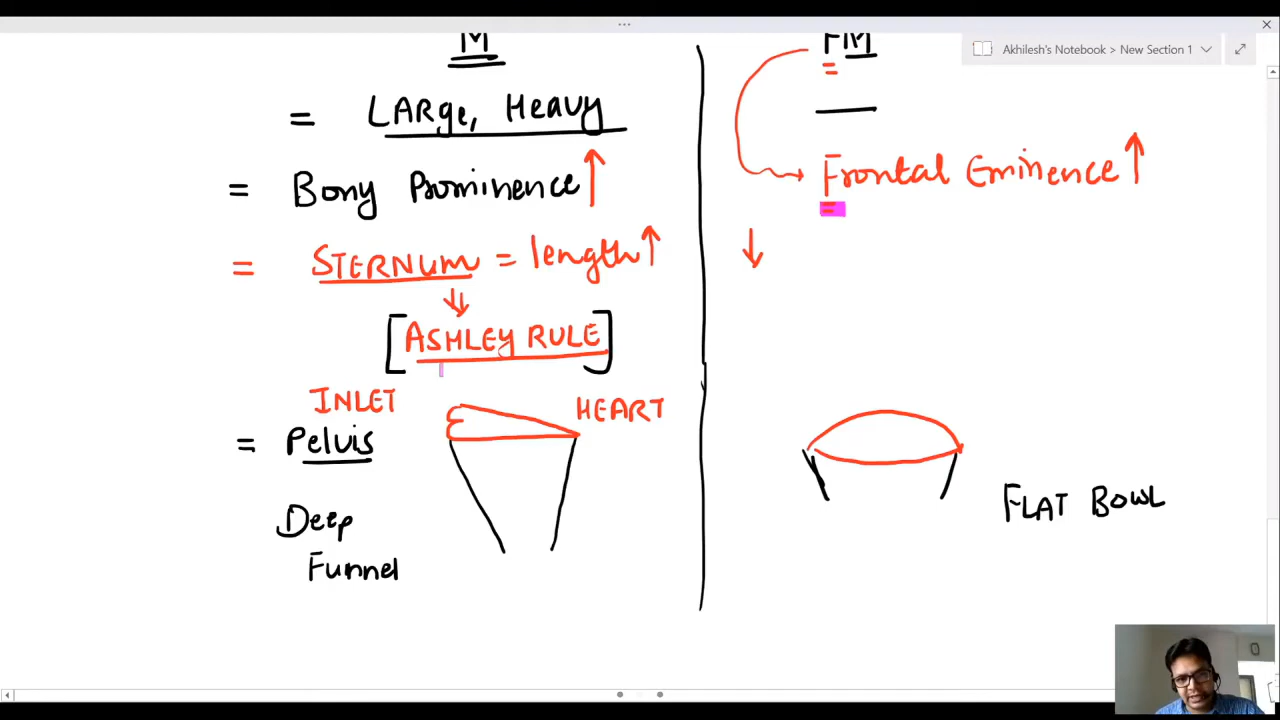 Akhilesh's Notebook > New Section 1
M
FM
= LARge, Heavy
= Bony Prominence ↑
Frontal Eminence ↑
= STERNUM = length ↑
↓
↓
[ASHLEY RULE]
INLET
HEART
= Pelvis
Deep
Funnel
FLAT BOWL